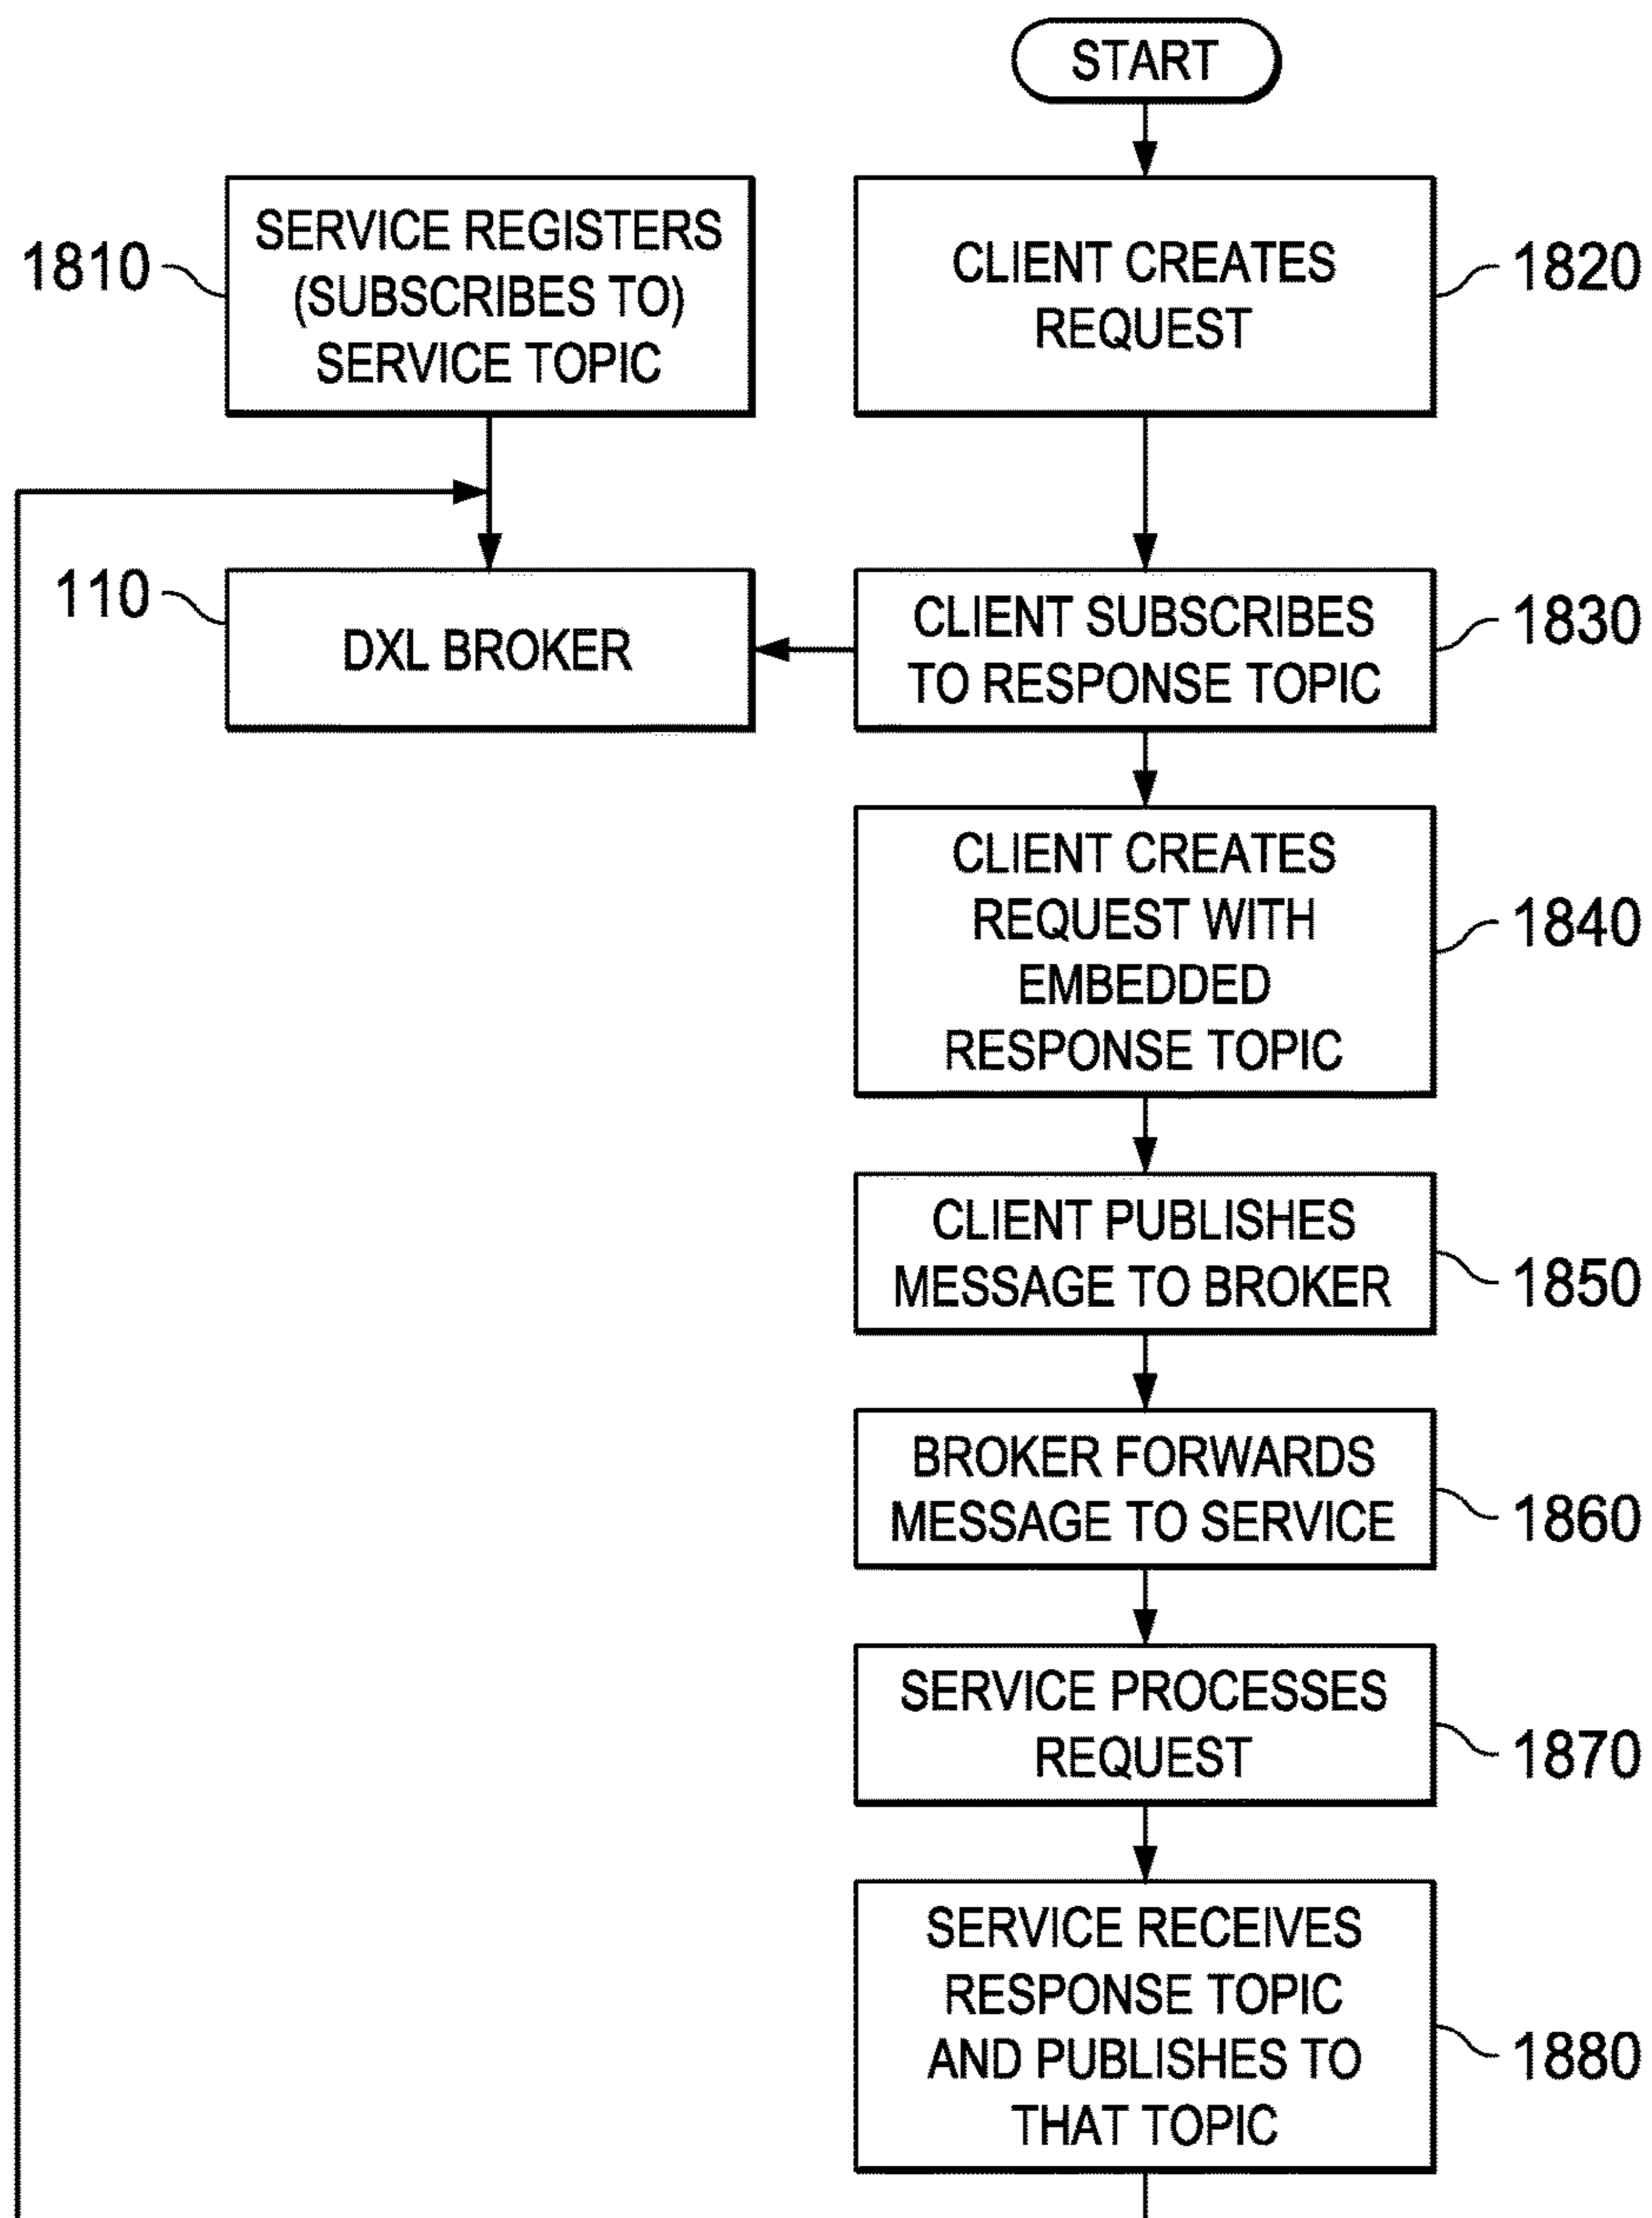 START
1810
SERVICE REGISTERS
(SUBSCRIBES TO)
SERVICE TOPIC
CLIENT CREATES
REQUEST
1820
110
DXL BROKER
CLIENT SUBSCRIBES
TO RESPONSE TOPIC
1830
CLIENT CREATES
REQUEST WITH
EMBEDDED
RESPONSE TOPIC
1840
CLIENT PUBLISHES
MESSAGE TO BROKER
1850
BROKER FORWARDS
MESSAGE TO SERVICE
1860
SERVICE PROCESSES
REQUEST
1870
SERVICE RECEIVES
RESPONSE TOPIC
AND PUBLISHES TO
THAT TOPIC
1880